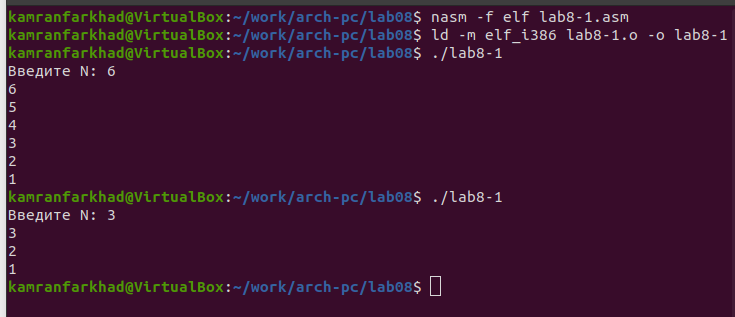 kamranfarkhad@VirtualBox:~/work/arch-pc/lab08$ nasm -f elf lab8-1.asm
kamranfarkhad@VirtualBox:~/work/arch-pc/lab08$ ld -m elf_i386 lab8-1.o -o lab8-1
kamranfarkhad@VirtualBox:~/work/arch-pc/lab08$ ./lab8-1
Введите N: 6
6
5
4
3
2
1
kamranfarkhad@VirtualBox:~/work/arch-pc/lab08$ ./lab8-1
Введите N: 3
3
2
1
kamranfarkhad@VirtualBox:~/work/arch-pc/lab08$